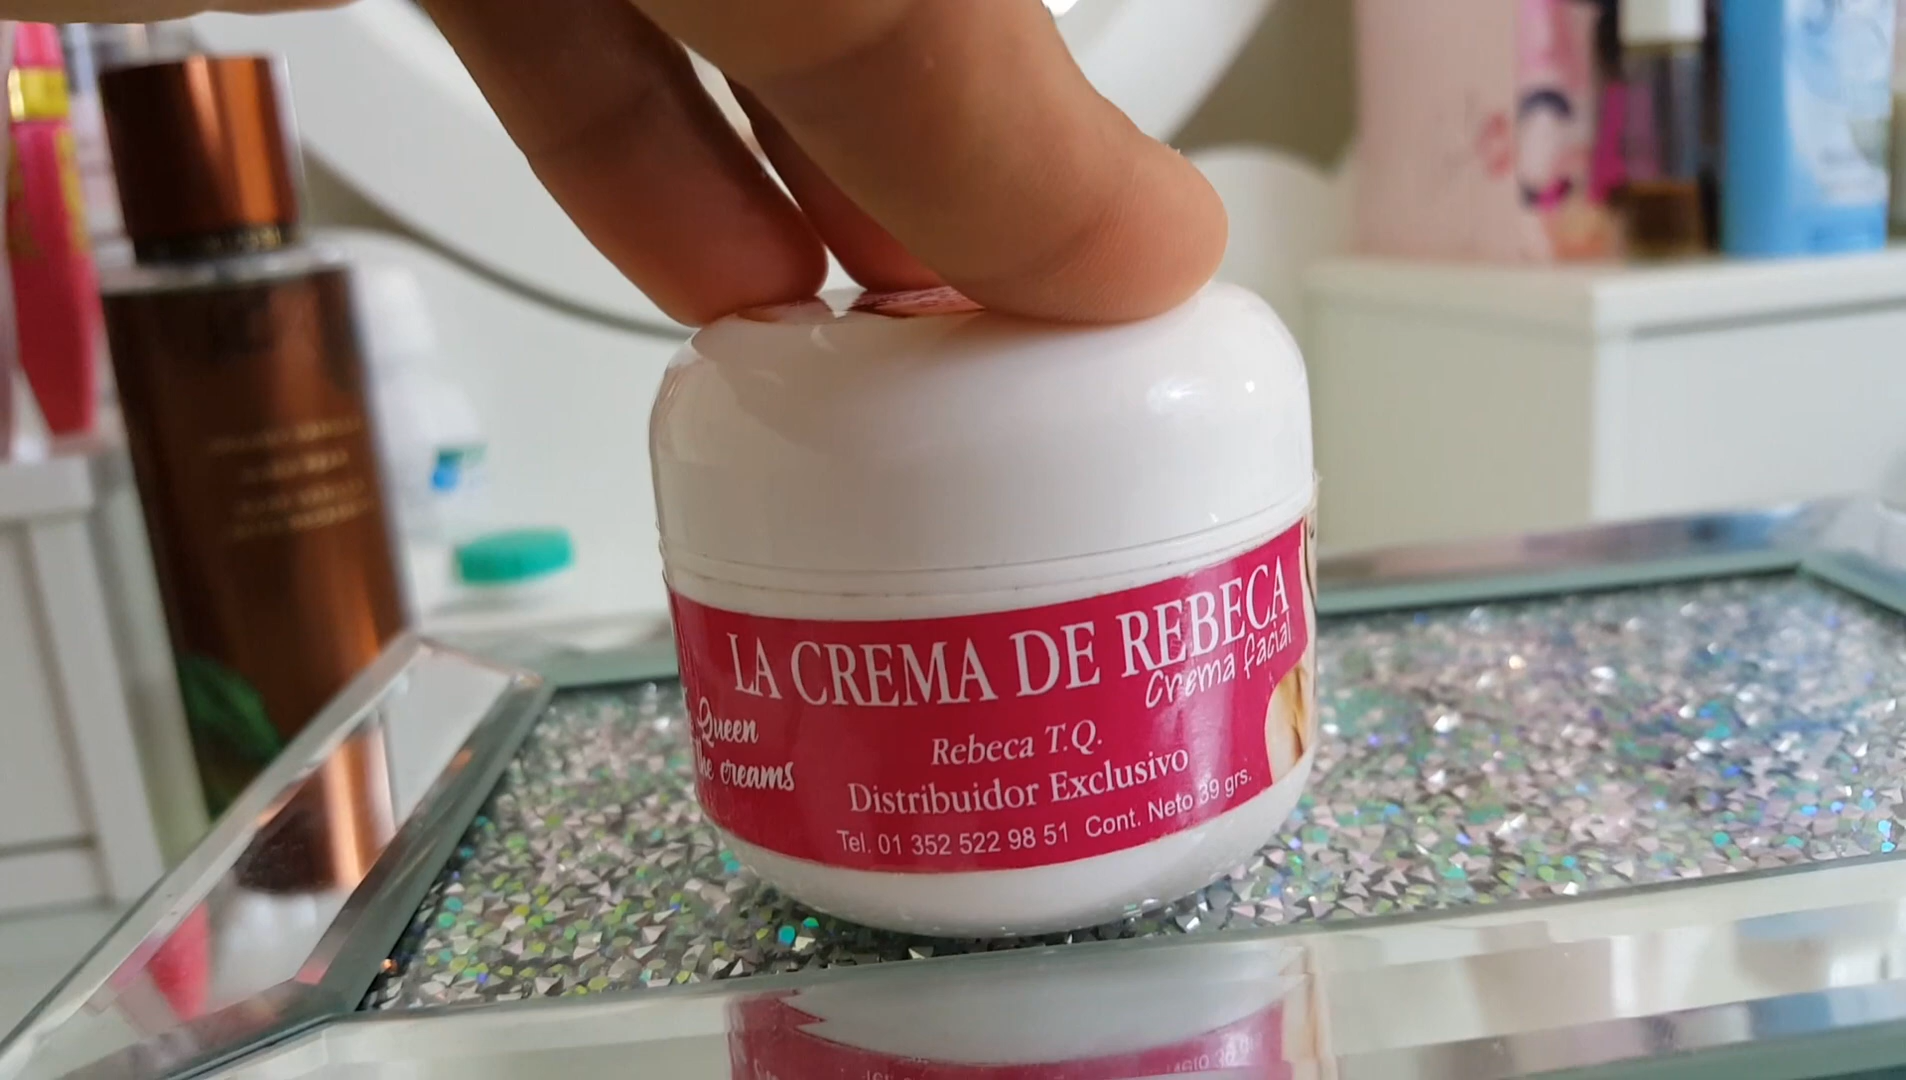 LA CREMA DE REBECA
Crema facial
Queen
the creams
Rebeca T.Q.
Distribuidor Exclusivo
Tel. 01 352 522 98 51 Cont. Neto 39 grs.